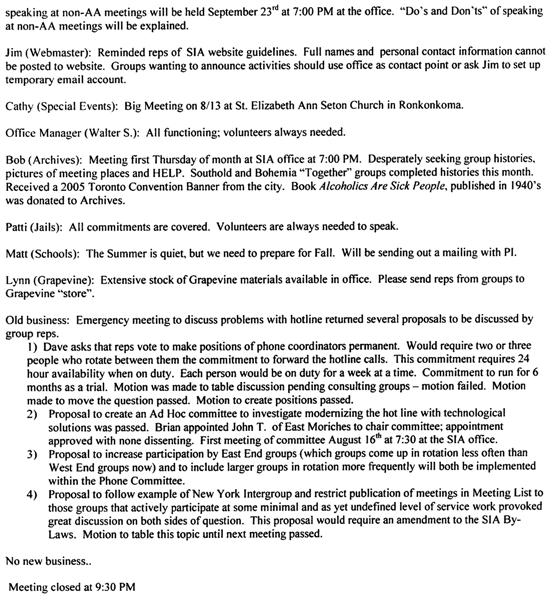 speaking at non-AA meetings will be held September 23rd at 7:00 PM at the office. "Do's and Don'ts" of speaking
at non-AA meetings will be explained.
Jim (Webmaster): Reminded reps of SIA website guidelines. Full names and personal contact information cannot
be posted to website. Groups wanting to announce activities should use office as contact point or ask Jim to set up
temporary email account.
Cathy (Special Events): Big Meeting on 8/13 at St. Elizabeth Ann Seton Church in Ronkonkoma.
Office Manager (Walter S.): All functioning; volunteers always needed.
Bob (Archives): Meeting first Thursday of month at SIA office at 7:00 PM. Desperately seeking group histories,
pictures of meeting places and HELP. Southold and Bohemia "Together" groups completed histories this month.
Received a 2005 Toronto Convention Banner from the city. Book Alcoholics Are Sick People, published in 1940's
was donated to Archives.
Patti (Jails): All commitments are covered. Volunteers are always needed to speak.
Matt (Schools): The Summer is quiet, but we need to prepare for Fall. Will be sending out a mailing with PI.
Lynn (Grapevine): Extensive stock of Grapevine materials available in office. Please send reps from groups to
Grapevine "store".
Old business: Emergency meeting to discuss problems with hotline returned several proposals to be discussed by
group reps.
1) Dave asks that reps vote to make positions of phone coordinators permanent. Would require two or three
people who rotate between them the commitment to forward the hotline calls. This commitment requires 24
hour availability when on duty. Each person would be on duty for a week at a time. Commitment to run for 6
months as a trial. Motion was made to table discussion pending consulting groups – motion failed. Motion
made to move the question passed. Motion to create positions passed.
2) Proposal to create an Ad Hoc committee to investigate modernizing the hot line with technological
solutions was passed. Brian appointed John T. of East Moriches to chair committee; appointment
approved with none dissenting. First meeting of committee August 16th at 7:30 at the SIA office.
3) Proposal to increase participation by East End groups (which groups come up in rotation less often than
West End groups now) and to include larger groups in rotation more frequently will both be implemented
within the Phone Committee.
4) Proposal to follow example of New York Intergroup and restrict publication of meetings in Meeting List to
those groups that actively participate at some minimal and as yet undefined level of service work provoked
great discussion on both sides of question. This proposal would require an amendment to the SIA By-
Laws. Motion to table this topic until next meeting passed.
No new business..
Meeting closed at 9:30 PM